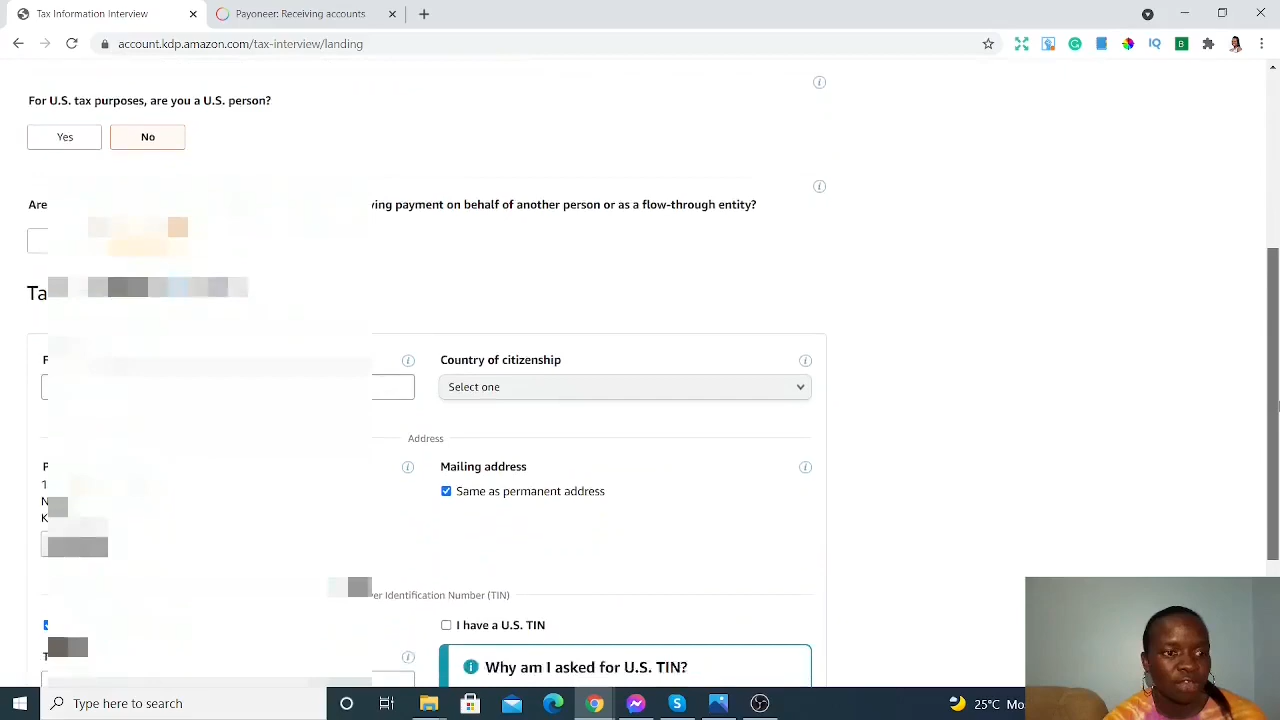 Tax Information Interview
Payoneer: Receiving accounts
account.kdp.amazon.com/tax-interview/landing
For U.S. tax purposes, are you a U.S. person?
Yes No
Are
ving payment on behalf of another person or as a flow-through entity?
Ta
F
Country of citizenship
Select one
Address
P
Mailing address
1
Same as permanent address
N
K
er Identification Number (TIN)
I have a U.S. TIN
T
Why am I asked for U.S. TIN?
Type here to search
25°C Mo